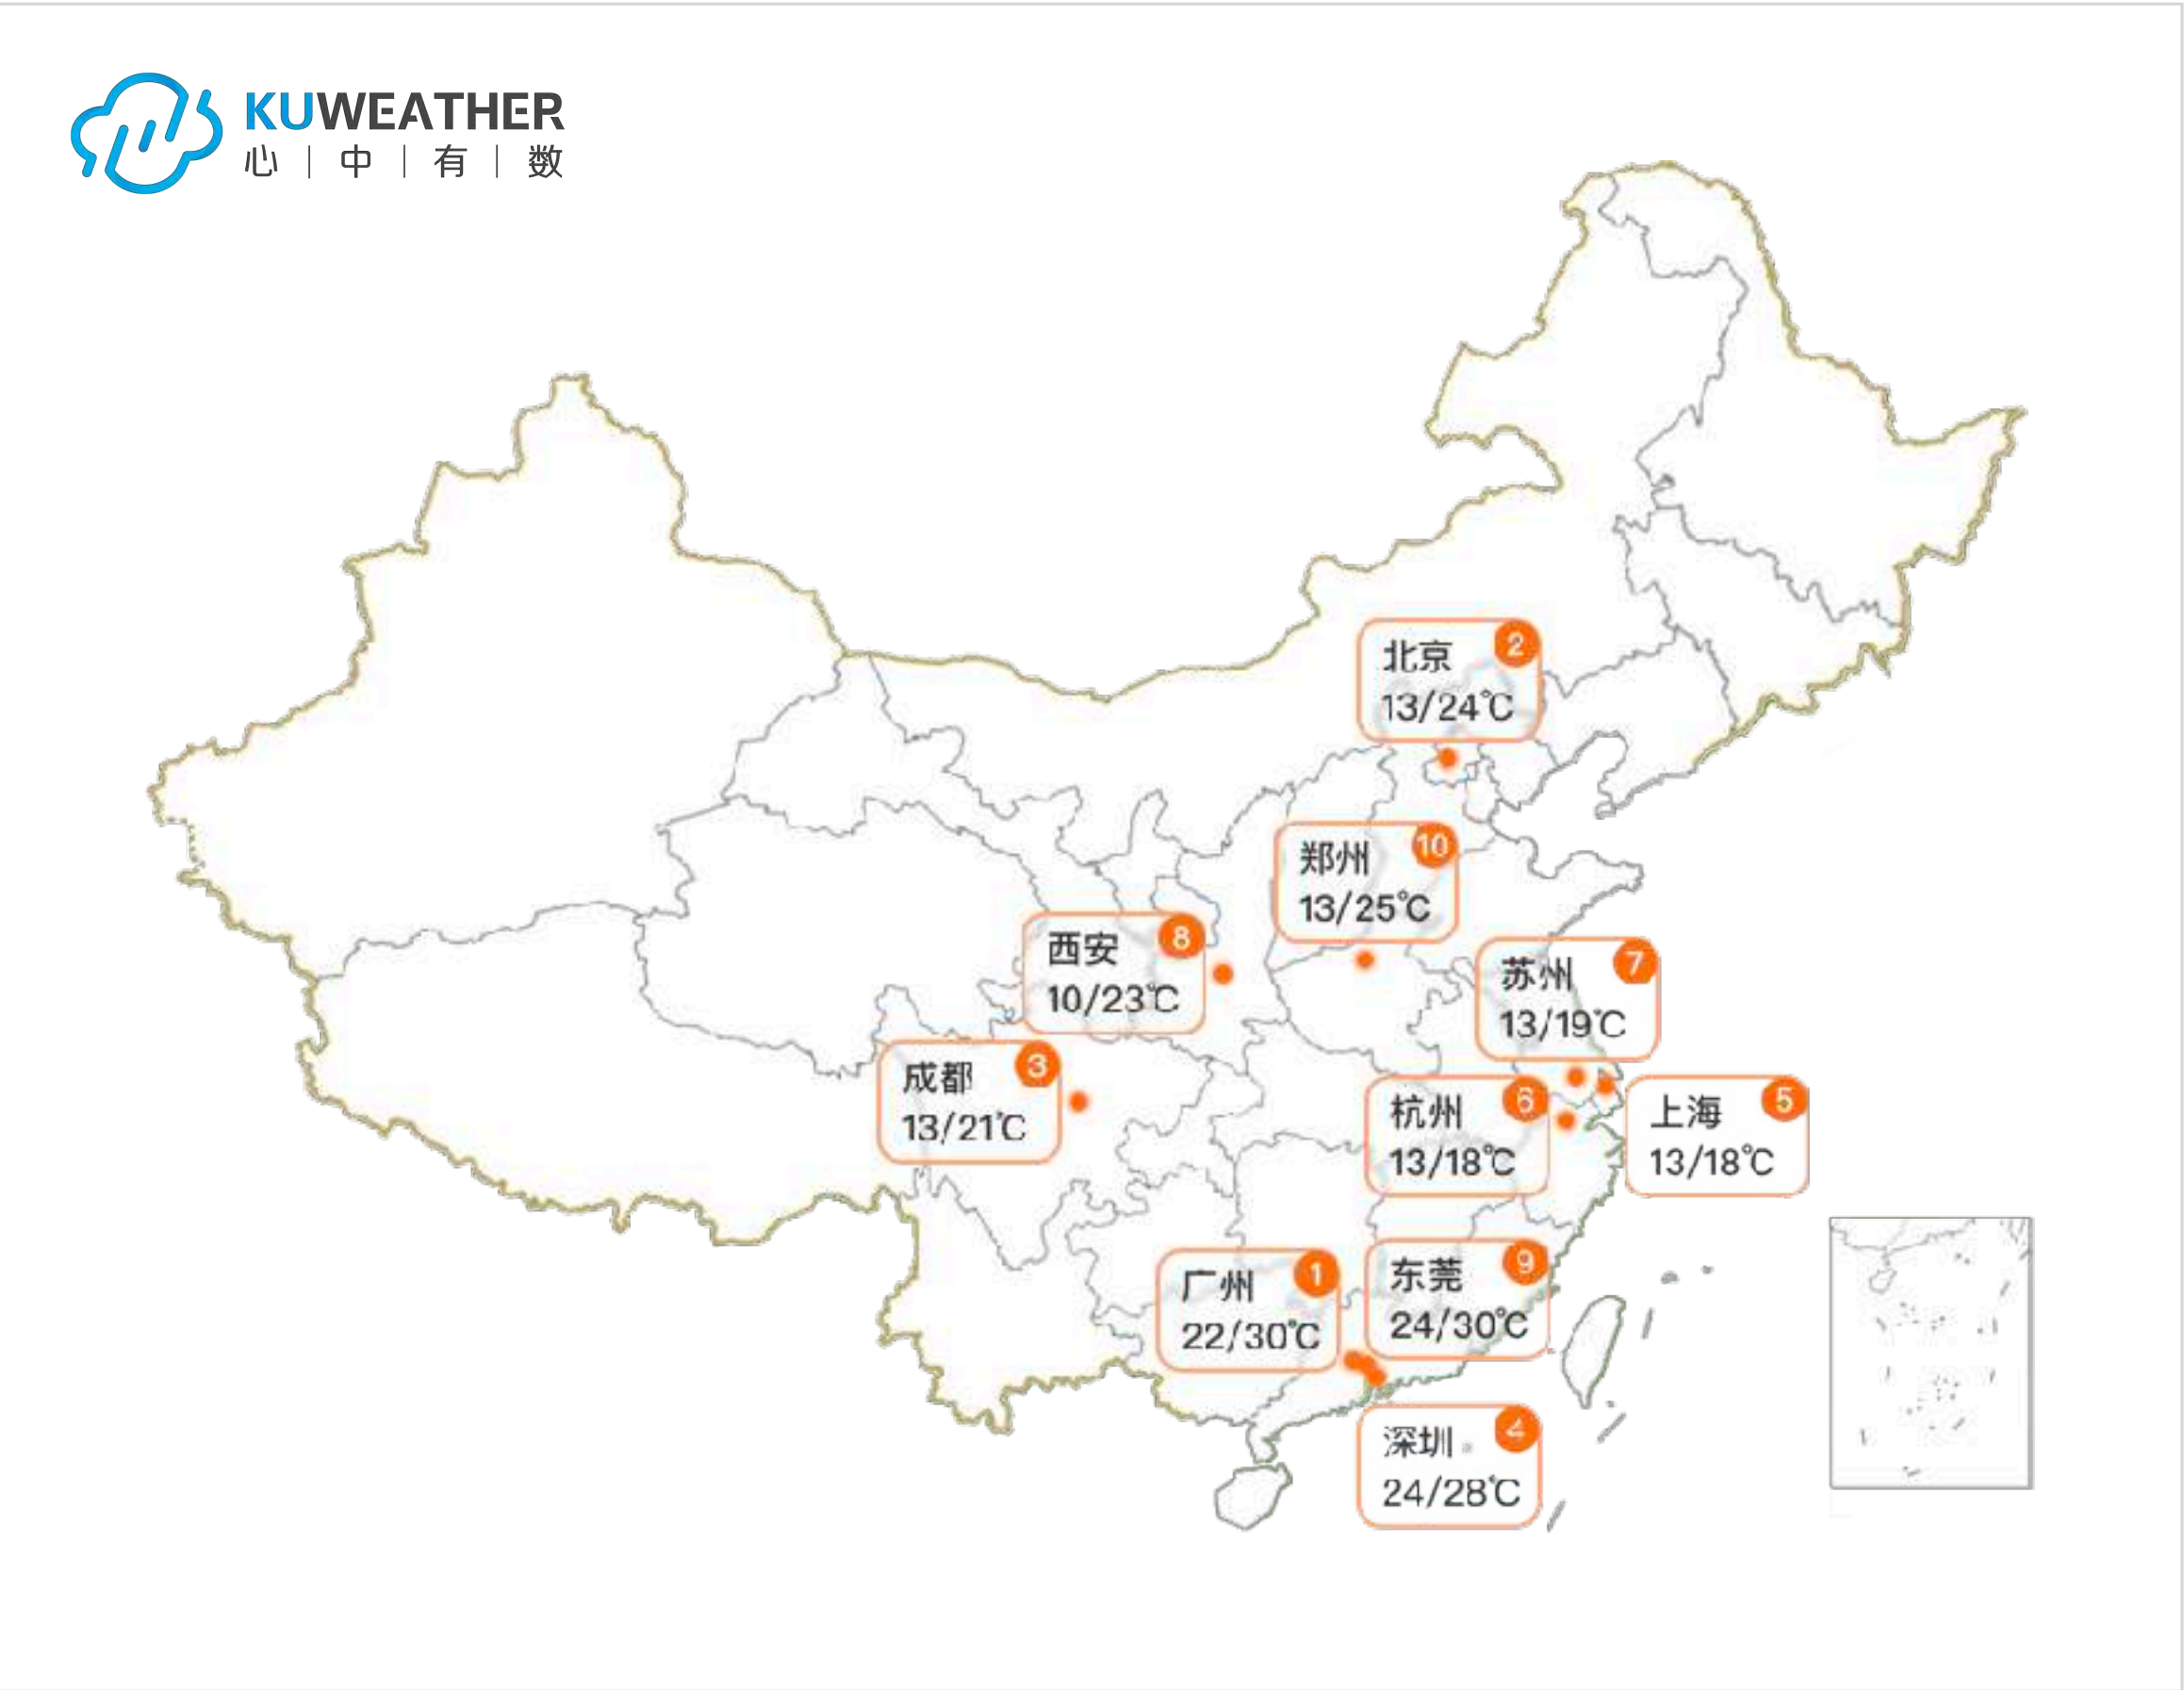 KUWEATHER
心｜中｜有｜数
北京 2
13/24℃
郑州 10
13/25℃
西安 8
10/23℃
苏州 7
13/19℃
成都 3
13/21℃
杭州 6
13/18℃
上海 5
13/18℃
广州 1
22/30℃
东莞 9
24/30℃
深圳 4
24/28℃